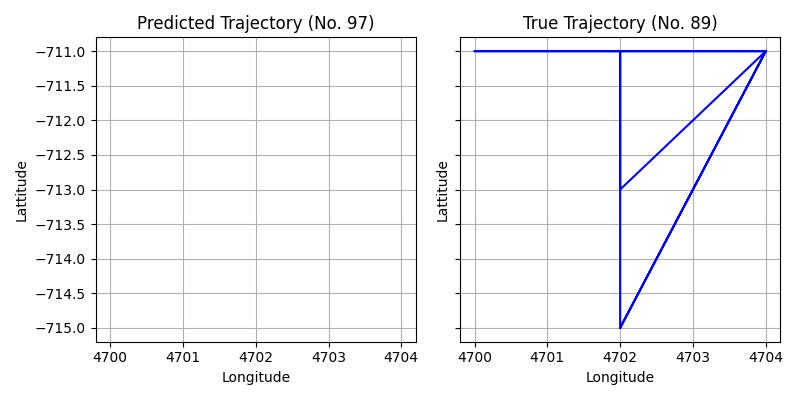 Predicted Trajectory (No. 97)
−711.0
−711.5
−712.0
−712.5
−713.0
−713.5
−714.0
−714.5
−715.0
Lattitude
4700 4701 4702 4703 4704
Longitude
True Trajectory (No. 89)
Lattitude
4700 4701 4702 4703 4704
Longitude